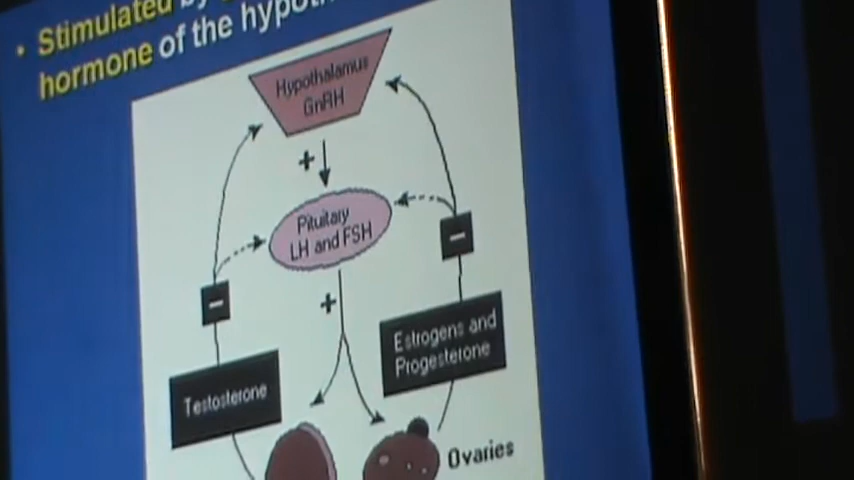 • Stimulated by
hormone of the hypoth
Hypothalamus
GnRH
+
Pituitary
LH and FSH
−
−
+
Estrogens and
Progesterone
Testosterone
Ovaries